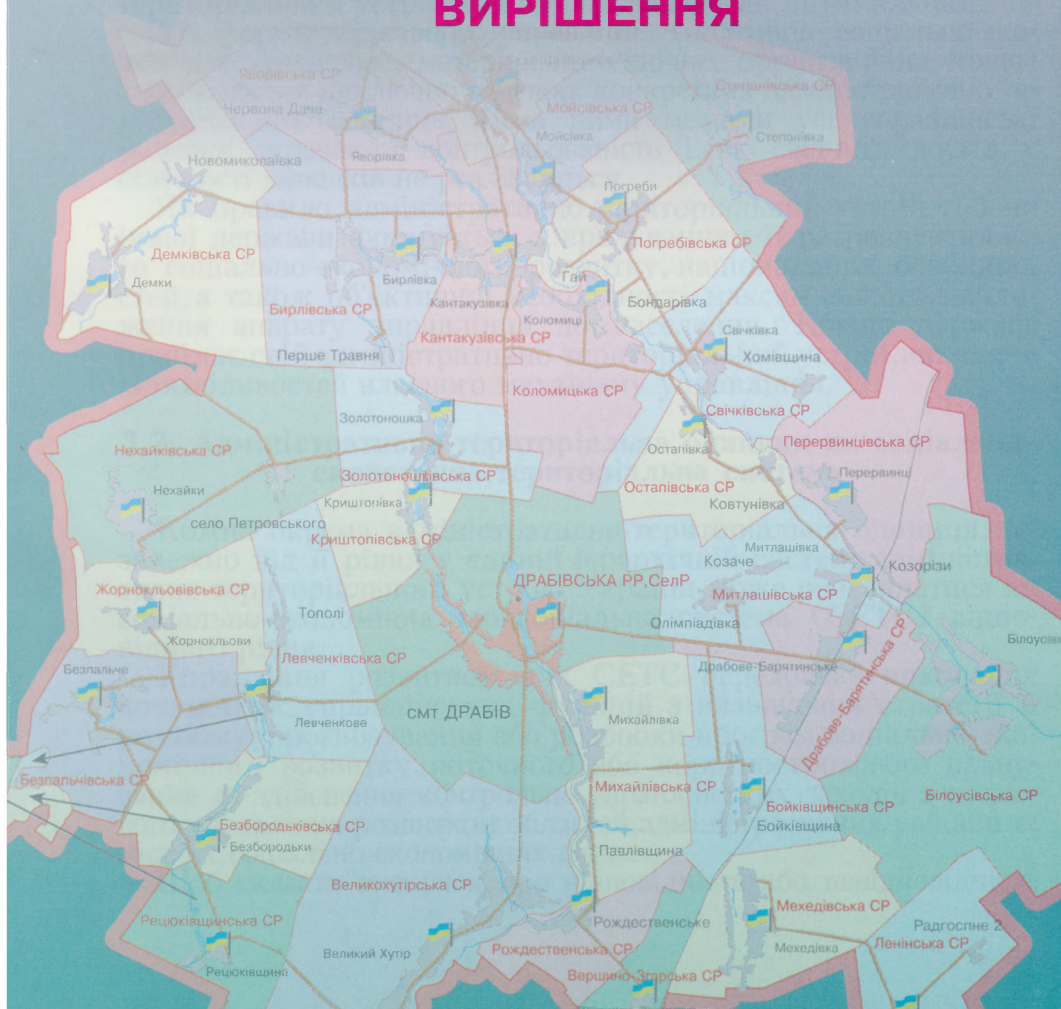 ВИРІШЕННЯ
Яворівська СР
Степанівська СР
Нервона Дача
Мойсівська СР
Мойсівка
Степанівка
Яворівка
Новомиколаївка
Погреби
Демківська СР
Погребівська СР
Демки
Бирлівка
Гай
Кантакузівка
Бондарівка
Бирлівська СР
Коломиці
Свічківка
Кантакузівська СР
Перше Травня
Хомівщина
Коломицька СР
Золотоношка
Свічківська СР
Нехайківська СР
Остапівка
Перервинцівська СР
Золотоношківська СР
Перервинці
Нехайки
Остапівська СР
Криштопівка
Ковтунівка
село Петровського
Криштопівська СР
Митлашівка
Козаче
Козорізи
Жорнокльовівська СР
ДРАБІВСЬКА РР,СелР
Митлашівська СР
Тополі
Олімпіадівка
Жорнокльови
Білоусівка
Левченківська СР
Безпальче
Драбове-Барятинське
Драбове-Барятинська СР
смт ДРАБІВ
Левченкове
Михайлівка
Безпальчівська СР
Михайлівська СР
Білоусівська СР
Бойківщинська СР
Безбородьківська СР
Бойківщина
Безбородьки
Павлівщина
Великохутірська СР
Мехедівська СР
Рецюківщинська СР
Рождественське
Радгоспне 2
Мехедівка
Ленінська СР
Великий Хутір
Рождественська СР
Рецюківщина
Вершино-Згарська СР